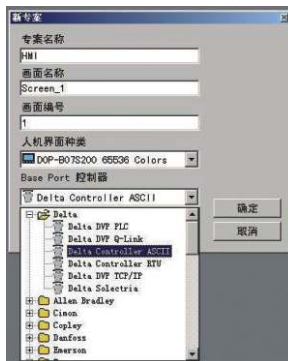 新专案
专案名称
HMI
画面名称
Screen_1
画面编号
1
人机界面种类
DOP-B07S200 65536 Colors
Base Port 控制器
Delta Controller ASCII
确定
取消
Delta
Delta DVP PLC
Delta DVP Q-Link
Delta Controller ASCII
Delta Controller RTU
Delta DVP TCP/IP
Delta Solectria
Allen Bradley
Cimon
Copley
Danfoss
Emerson